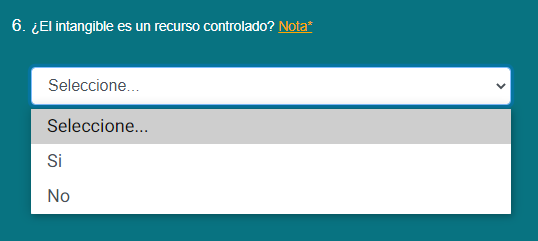 6. ¿El intangible es un recurso controlado? Nota*
Seleccione...
Seleccione...
Si
No